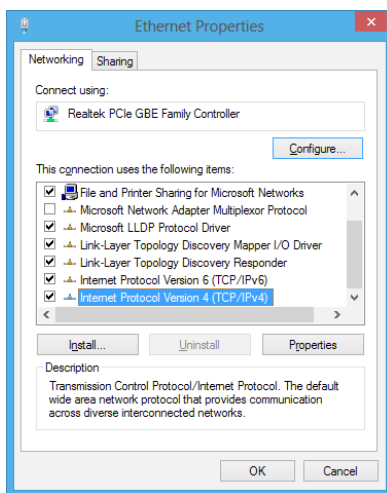 Ethernet Properties
Networking
Sharing
Connect using:
Realtek PCIe GBE Family Controller
Configure...
This connection uses the following items:
File and Printer Sharing for Microsoft Networks
Microsoft Network Adapter Multiplexor Protocol
Microsoft LLDP Protocol Driver
Link-Layer Topology Discovery Mapper I/O Driver
Link-Layer Topology Discovery Responder
Internet Protocol Version 6 (TCP/IPv6)
Internet Protocol Version 4 (TCP/IPv4)
Install...
Uninstall
Properties
Description
Transmission Control Protocol/Internet Protocol. The default
wide area network protocol that provides communication
across diverse interconnected networks.
OK
Cancel